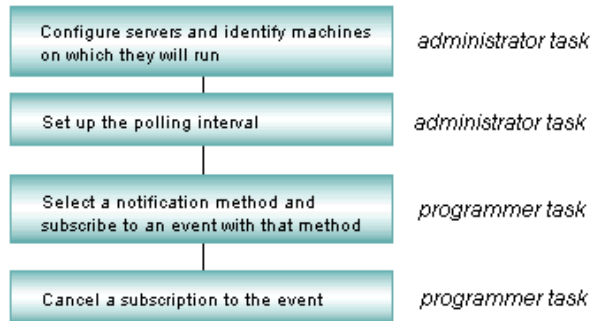 Configure servers and identify machines
on which they will run
administrator task
Set up the polling interval
administrator task
Select a notification method and
subscribe to an event with that method
programmer task
Cancel a subscription to the event
programmer task